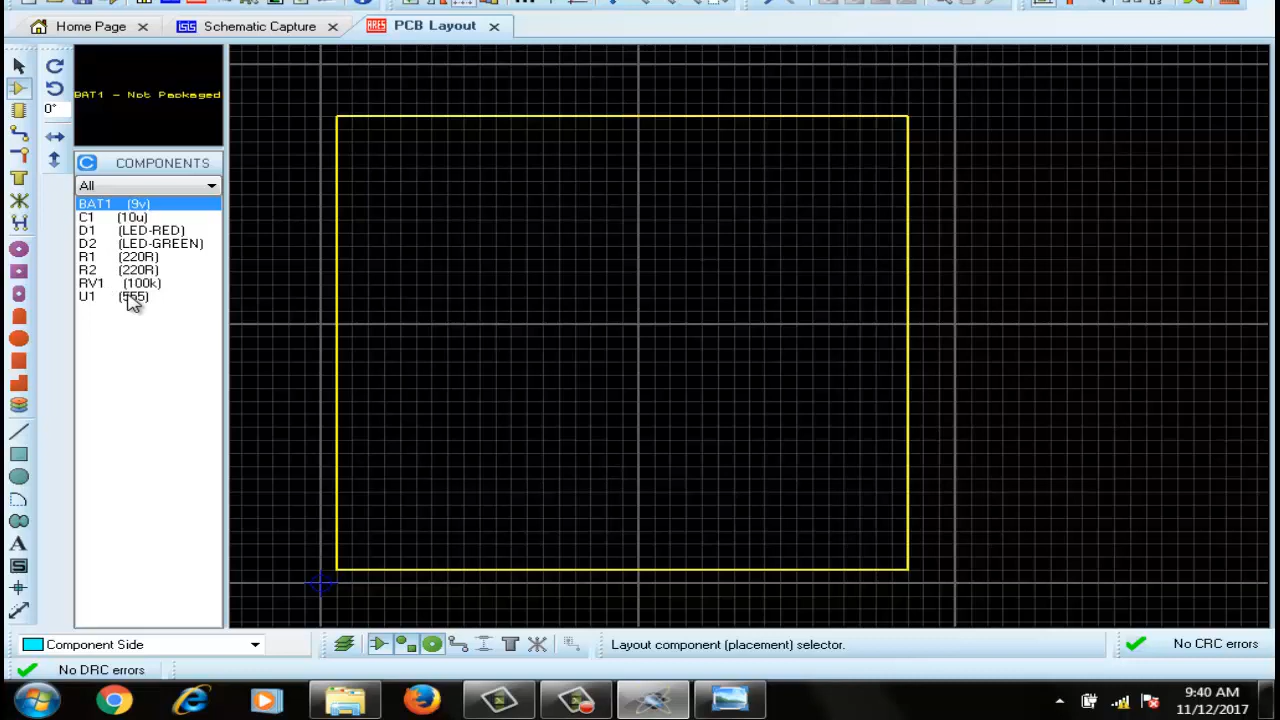 Home Page
ISIS Schematic Capture
ARES PCB Layout
0°
BAT1 - Not Packaged
C COMPONENTS
All
BAT1 (9v)
C1 (10u)
D1 (LED-RED)
D2 (LED-GREEN)
R1 (220R)
R2 (220R)
RV1 (100k)
U1 (555)
A
S
Component Side
Layout component (placement) selector.
No CRC errors
No DRC errors
9:40 AM
11/12/2017